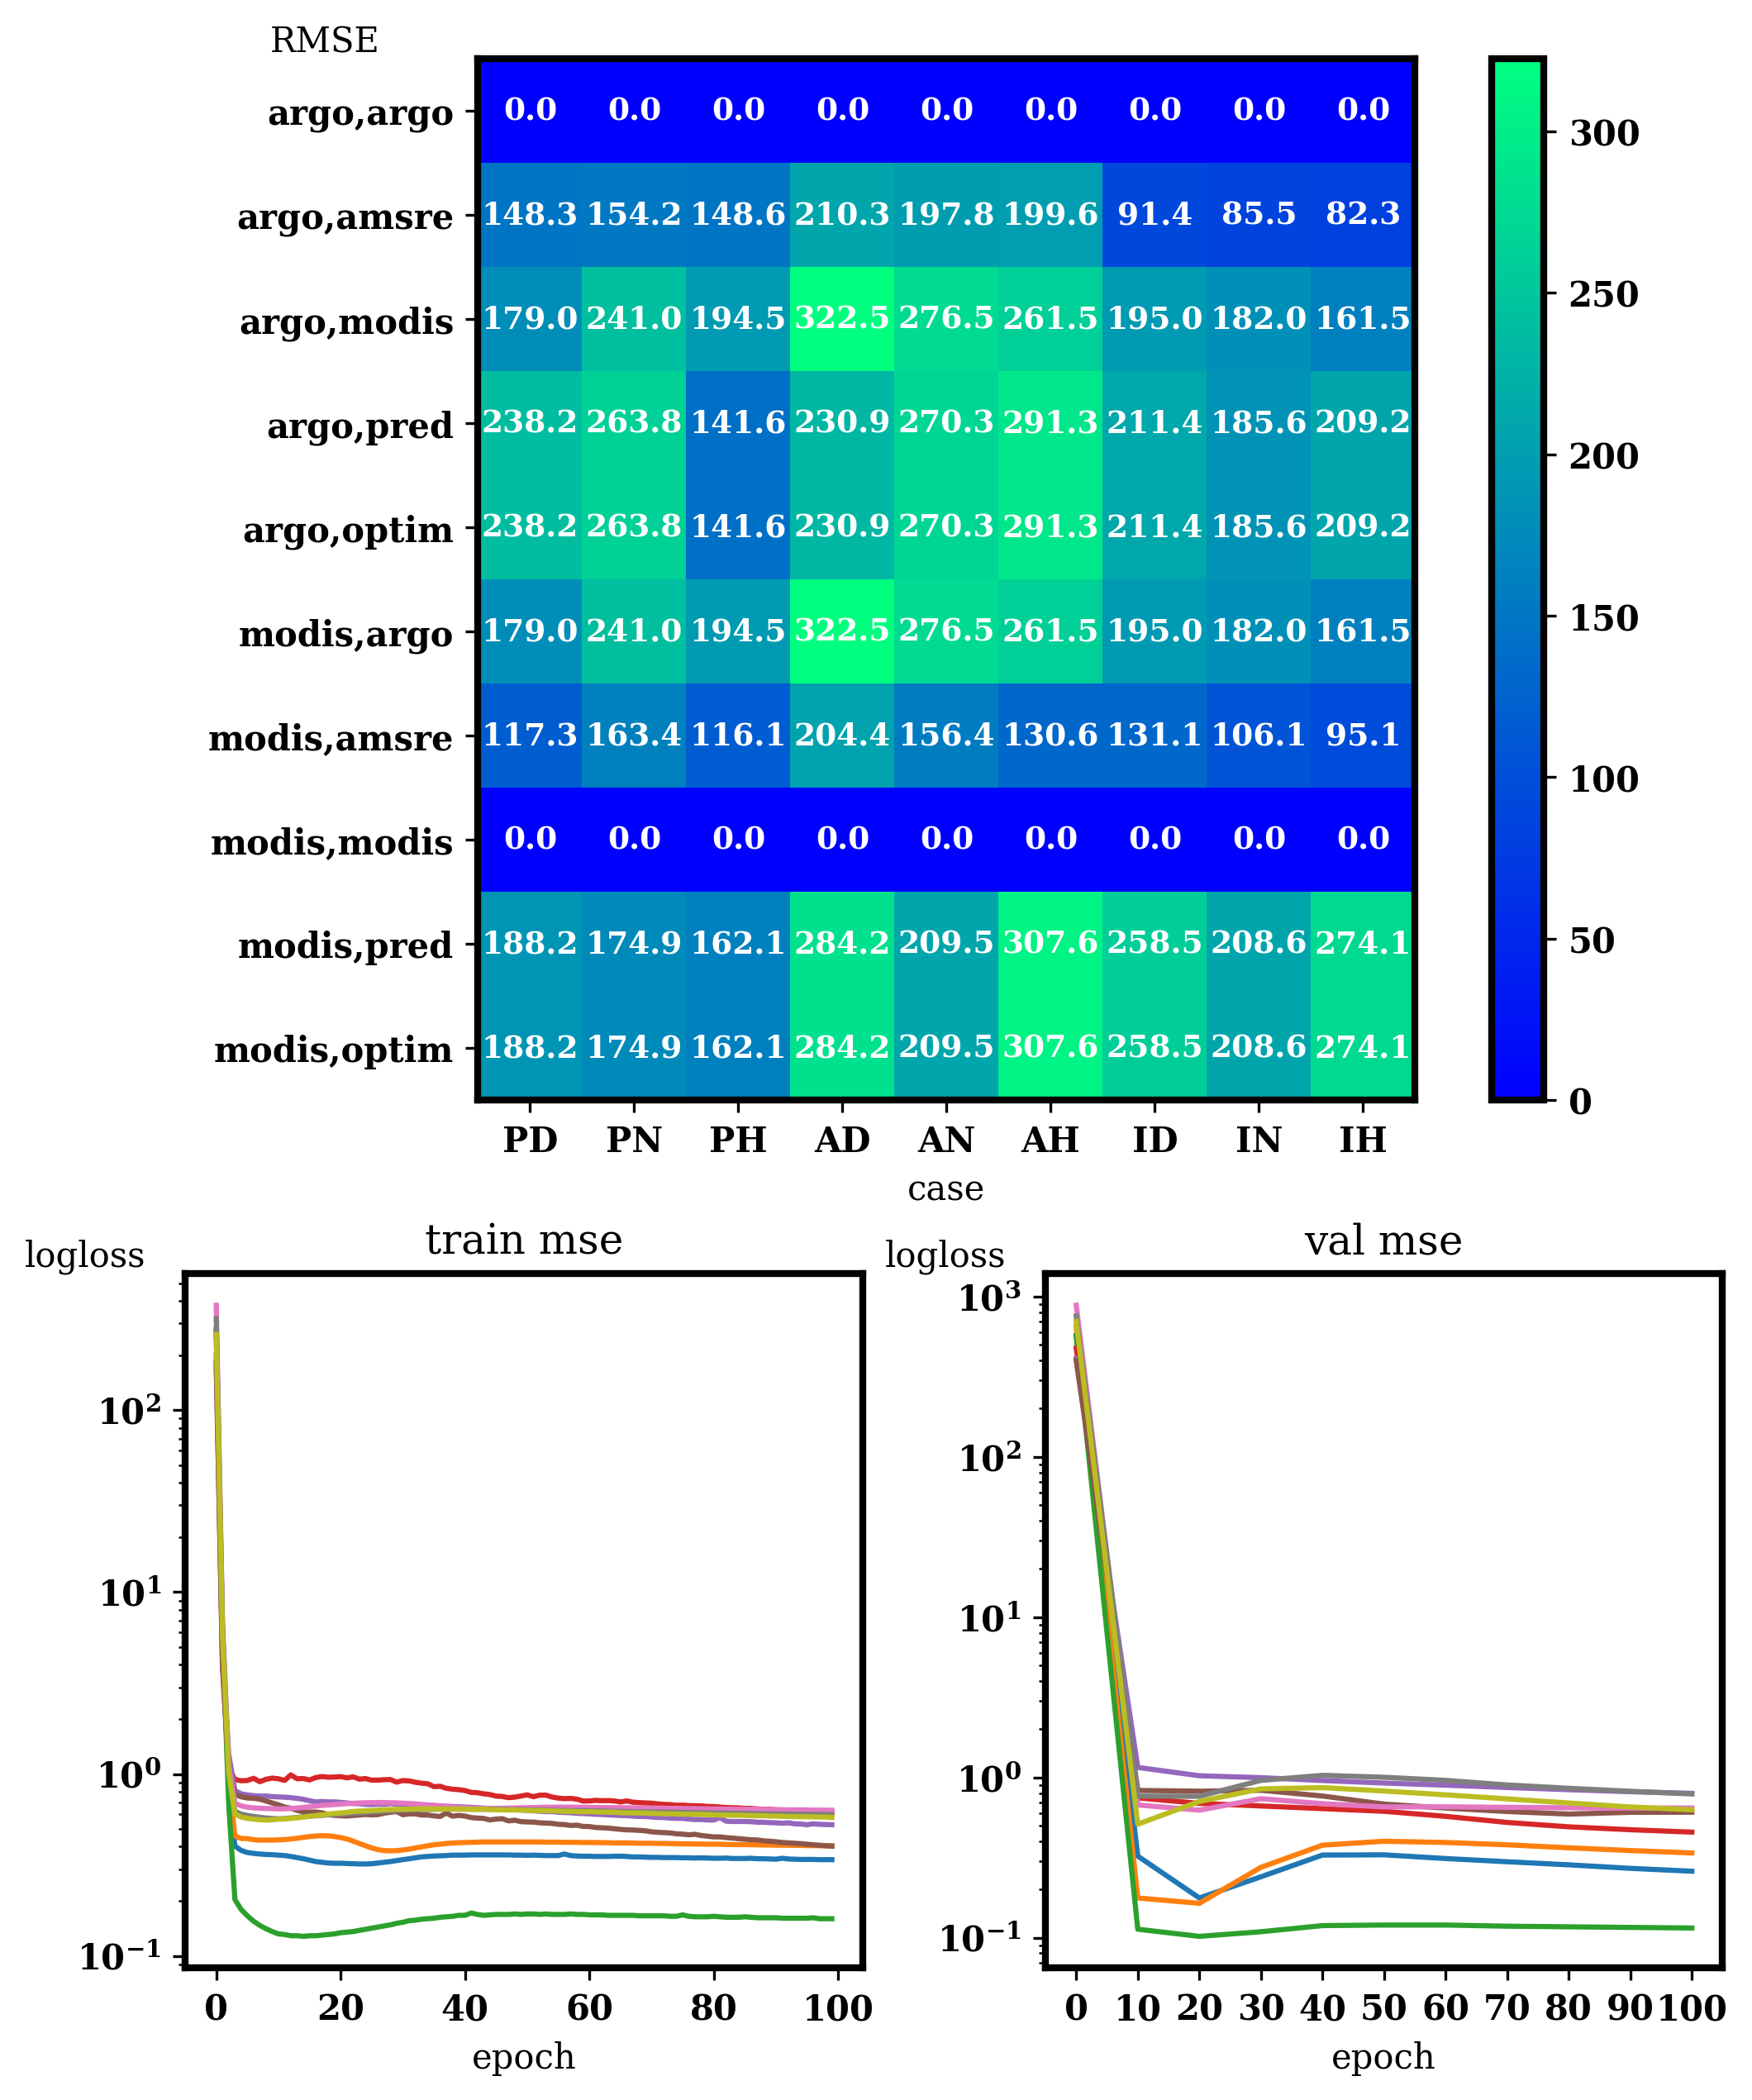 RMSE
argo,argo 0.0 0.0 0.0 0.0 0.0 0.0 0.0 0.0 0.0
argo,amsre 148.3 154.2 148.6 210.3 197.8 199.6 91.4 85.5 82.3
argo,modis 179.0 241.0 194.5 322.5 276.5 261.5 195.0 182.0 161.5
argo,pred 238.2 263.8 141.6 230.9 270.3 291.3 211.4 185.6 209.2
argo,optim 238.2 263.8 141.6 230.9 270.3 291.3 211.4 185.6 209.2
modis,argo 179.0 241.0 194.5 322.5 276.5 261.5 195.0 182.0 161.5
modis,amsre 117.3 163.4 116.1 204.4 156.4 130.6 131.1 106.1 95.1
modis,modis 0.0 0.0 0.0 0.0 0.0 0.0 0.0 0.0 0.0
modis,pred 188.2 174.9 162.1 284.2 209.5 307.6 258.5 208.6 274.1
modis,optim 188.2 174.9 162.1 284.2 209.5 307.6 258.5 208.6 274.1
PD PN PH AD AN AH ID IN IH
case
300
250
200
150
100
50
0
train mse
logloss
10²
10¹
10⁰
10⁻¹
0 20 40 60 80 100
epoch
val mse
logloss
10³
10²
10¹
10⁰
10⁻¹
0 10 20 30 40 50 60 70 80 90 100
epoch